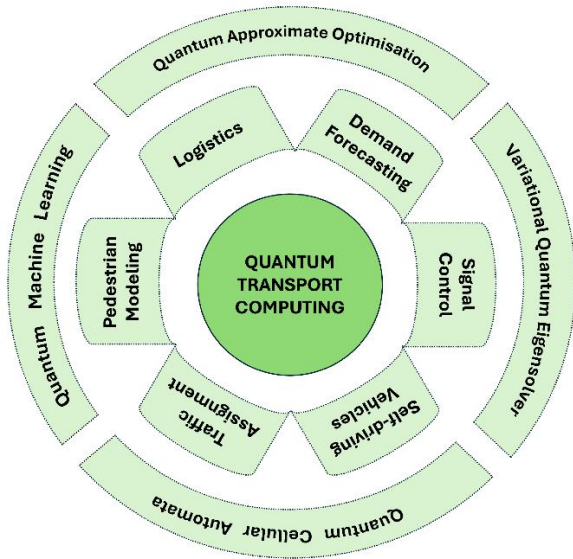 Quantum Approximate Optimisation
Variational Quantum Eigensolver
Quantum Cellular Automata
Quantum Machine Learning
Logistics
Demand
Forecasting
Signal
Control
Self-driving
Vehicles
Traffic
Assignment
Pedestrian
Modeling
QUANTUM
TRANSPORT
COMPUTING